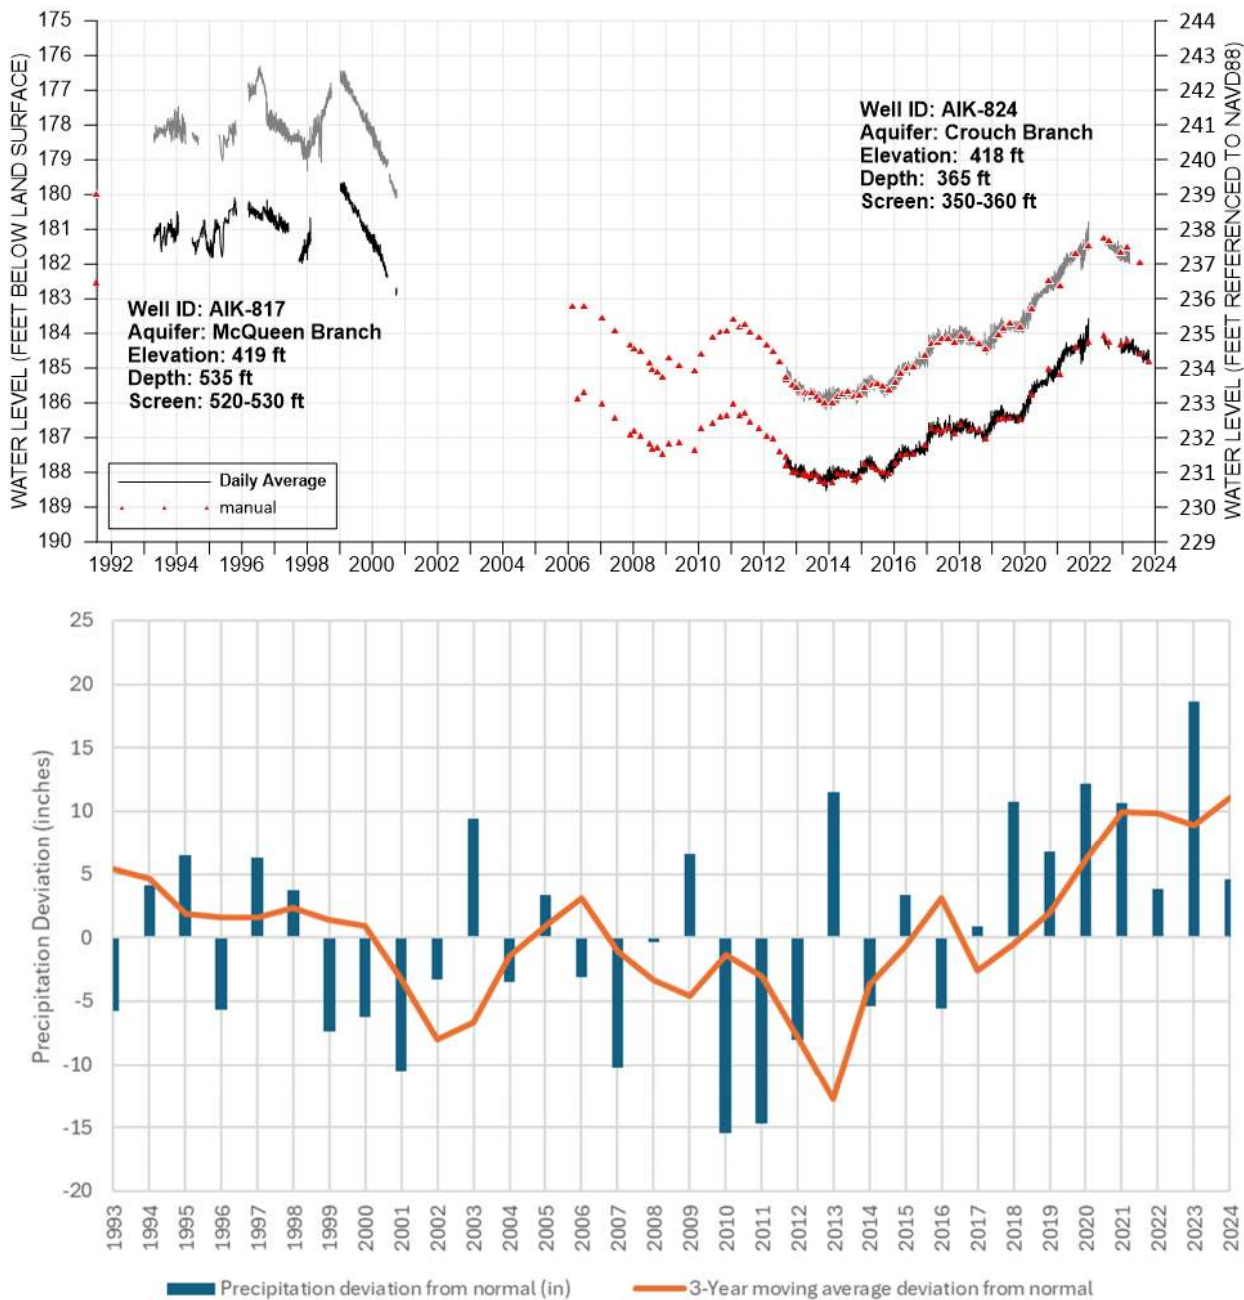 WATER LEVEL (FEET BELOW LAND SURFACE)
175
176
177
178
179
180
181
182
183
184
185
186
187
188
189
190
244
243
242
241
240
239
238
237
236
235
234
233
232
231
230
229
WATER LEVEL (FEET REFERENCED TO NAVD88)
Well ID: AIK-824
Aquifer: Crouch Branch
Elevation: 418 ft
Depth: 365 ft
Screen: 350-360 ft
Well ID: AIK-817
Aquifer: McQueen Branch
Elevation: 419 ft
Depth: 535 ft
Screen: 520-530 ft
Daily Average
manual
1992 1994 1996 1998 2000 2002 2004 2006 2008 2010 2012 2014 2016 2018 2020 2022 2024
Precipitation Deviation (inches)
25
20
15
10
5
0
-5
-10
-15
-20
1993 1994 1995 1996 1997 1998 1999 2000 2001 2002 2003 2004 2005 2006 2007 2008 2009 2010 2011 2012 2013 2014 2015 2016 2017 2018 2019 2020 2021 2022 2023 2024
Precipitation deviation from normal (in) 3-Year moving average deviation from normal